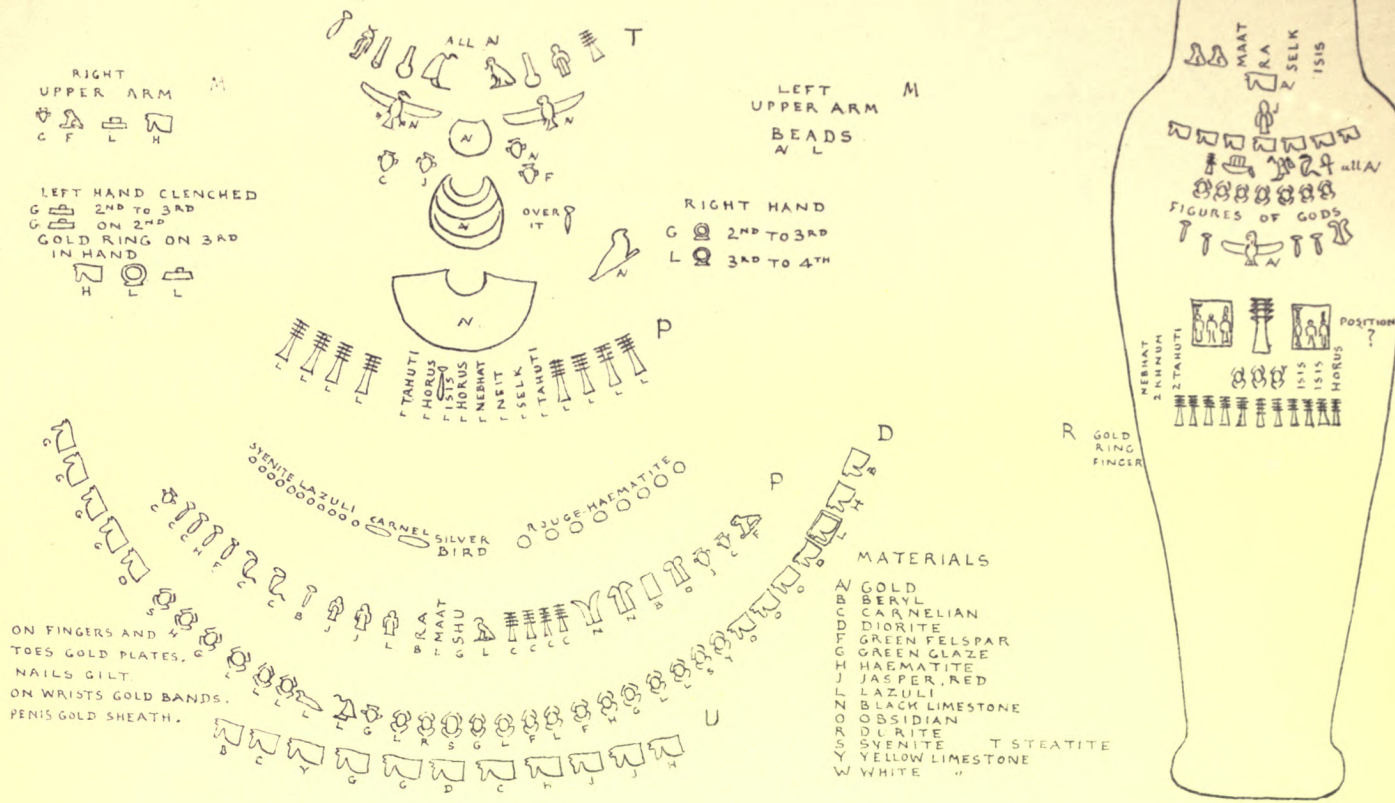 T
ALL N
RIGHT
UPPER ARM
M
C F L H
LEFT HAND CLENCHED
G 2ND TO 3RD
G ON 2ND
GOLD RING ON 3RD
IN HAND
H L L
N N
N
C J N F
N
OVER
IT
N
N
LEFT
UPPER ARM
M
BEADS
N L
RIGHT HAND
G 2ND TO 3RD
L 3RD TO 4TH
P
L L L L
TAHUTI
HORUS
ISIS
HORUS
NEBHAT
NEIT
SELK
TAHUTI
L L L L
SYENITE LAZULI CARNEL SILVER
BIRD
ROUGE-HAEMATITE
P
C C C H F C C B J J L
B RA
L MAAT
G SHU
L C C C C N N B O J C F
D
G G G O S H G L L L L G L R S G L F L F H G L L S Y O O O O L H B
U
B C Y G G D C H J J H
ON FINGERS AND
TOES GOLD PLATES.
NAILS GILT.
ON WRISTS GOLD BANDS.
PENIS GOLD SHEATH.
MATERIALS
N GOLD
B BERYL
C CARNELIAN
D DIORITE
F GREEN FELSPAR
G GREEN GLAZE
H HAEMATITE
J JASPER, RED
L LAZULI
N BLACK LIMESTONE
O OBSIDIAN
R DURITE
S SYENITE T STEATITE
Y YELLOW LIMESTONE
W WHITE "
MAAT
RA
SELK
ISIS
N
all N
FIGURES OF GODS
N
POSITION
?
NEBHAT
2 KHNUM
2 TAHUTI
ISIS
ISIS
HORUS
R GOLD
RING
FINGER